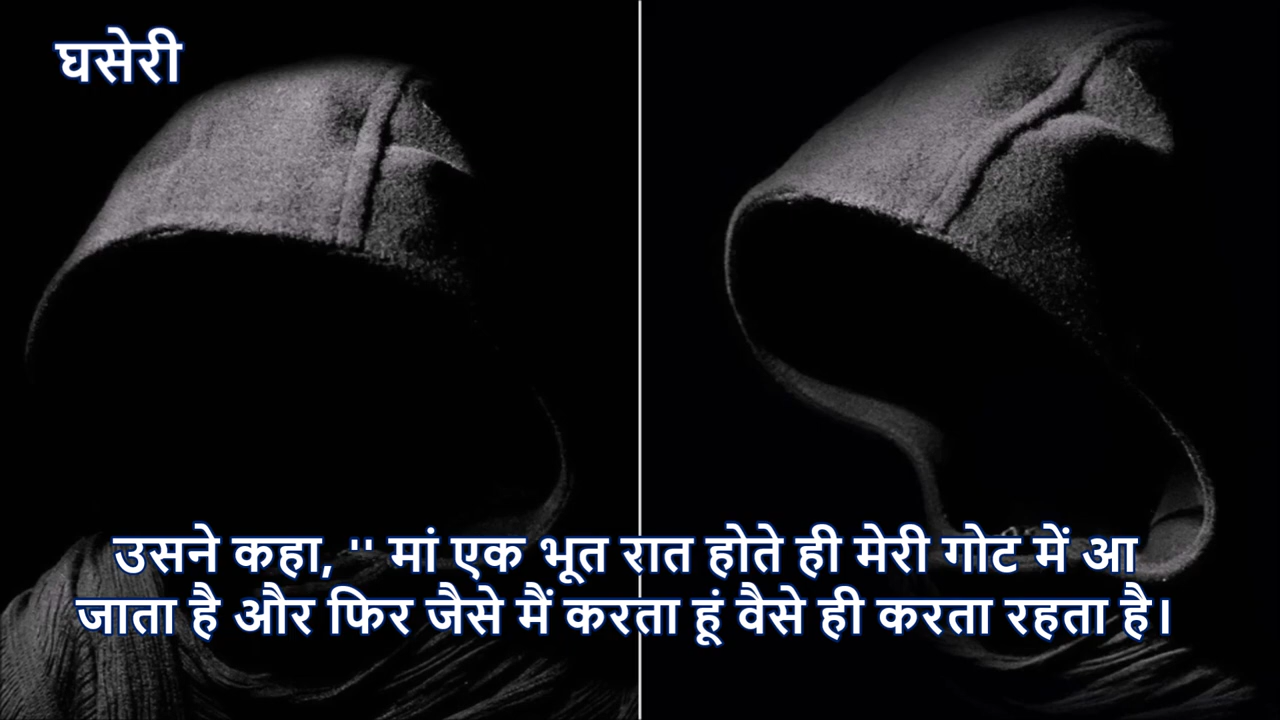 घसेरी
उसने कहा, '' मां एक भूत रात होते ही मेरी गोट में आ
जाता है और फिर जैसे मैं करता हूं वैसे ही करता रहता है।